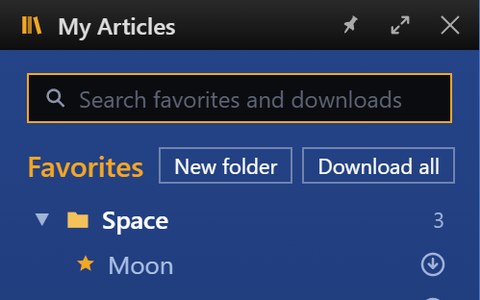 My Articles
Search favorites and downloads
Favorites New folder Download all
Space 3
Moon